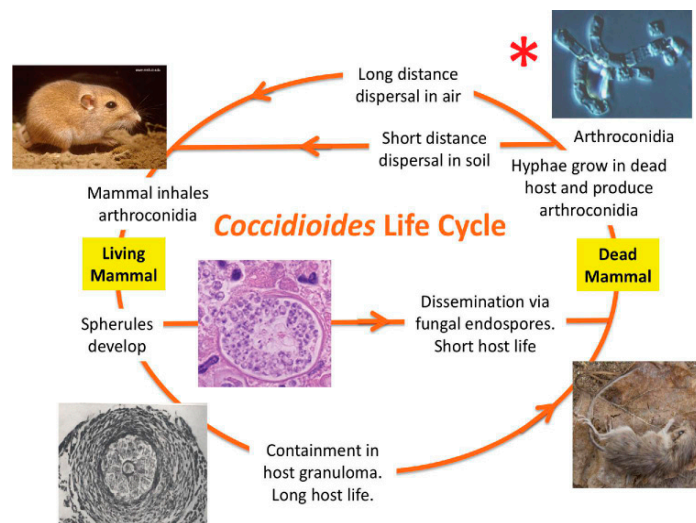 Long distance
dispersal in air
Short distance
dispersal in soil
Arthroconidia
Hyphae grow in dead
host and produce
arthroconidia
Mammal inhales
arthroconidia
Coccidioides Life Cycle
Living
Mammal
Dead
Mammal
Spherules
develop
Dissemination via
fungal endospores.
Short host life
Containment in
host granuloma.
Long host life.